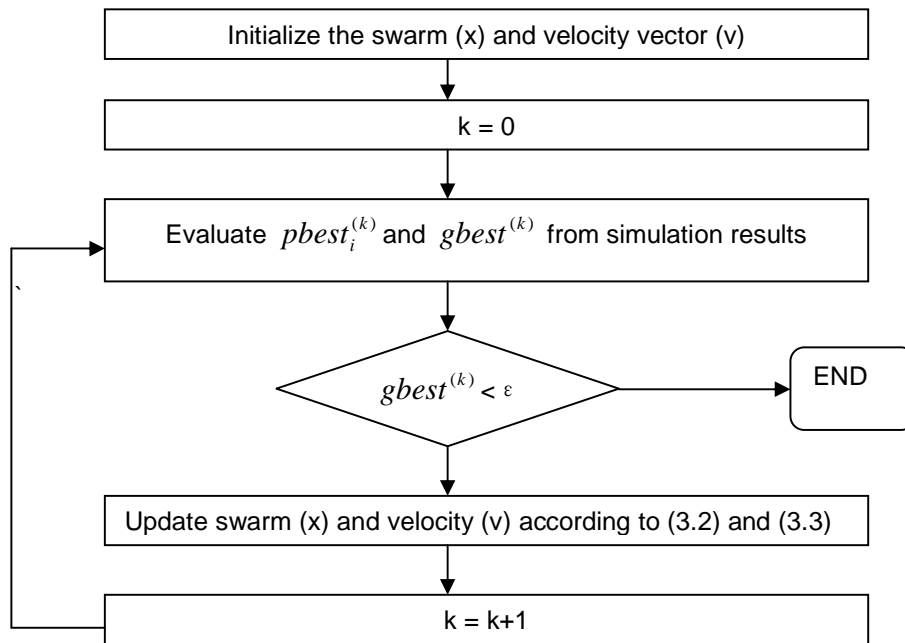 Initialize the swarm (x) and velocity vector (v)
k = 0
Evaluate pbest_i^(k) and gbest^(k) from simulation results
`
gbest^(k) < ε
END
Update swarm (x) and velocity (v) according to (3.2) and (3.3)
k = k+1